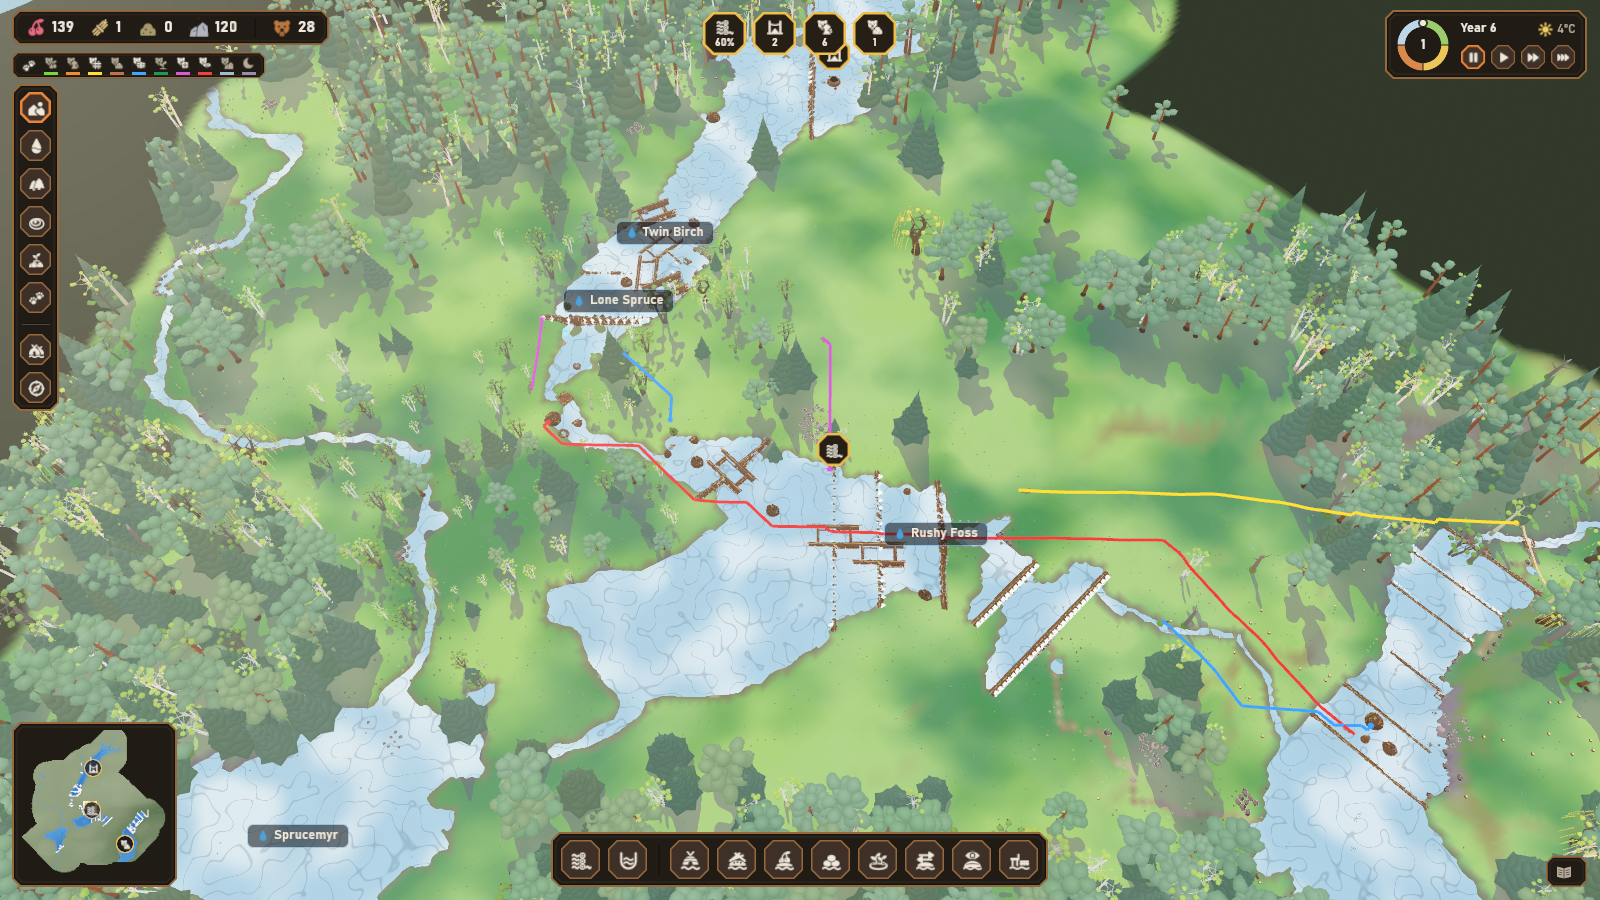 139 1 0 120 28
60% 2 6 1
1 Year 6 4°C
Twin Birch
Lone Spruce
Rushy Foss
Sprucemyr